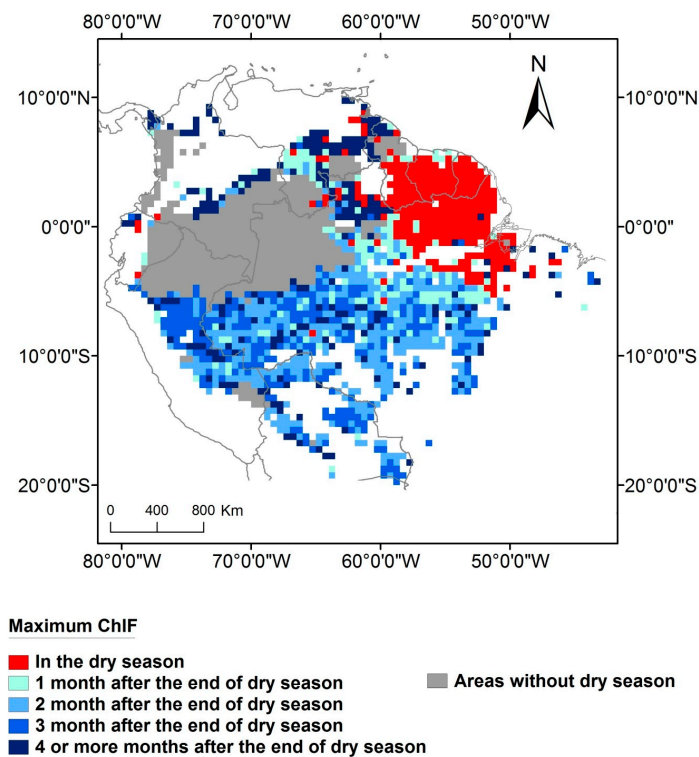 80°0'0"W 70°0'0"W 60°0'0"W 50°0'0"W
N
10°0'0"N 10°0'0"N
0°0'0" 0°0'0"
10°0'0"S 10°0'0"S
20°0'0"S 20°0'0"S
0 400 800 Km
80°0'0"W 70°0'0"W 60°0'0"W 50°0'0"W
Maximum ChlF
In the dry season
1 month after the end of dry season
Areas without dry season
2 month after the end of dry season
3 month after the end of dry season
4 or more months after the end of dry season